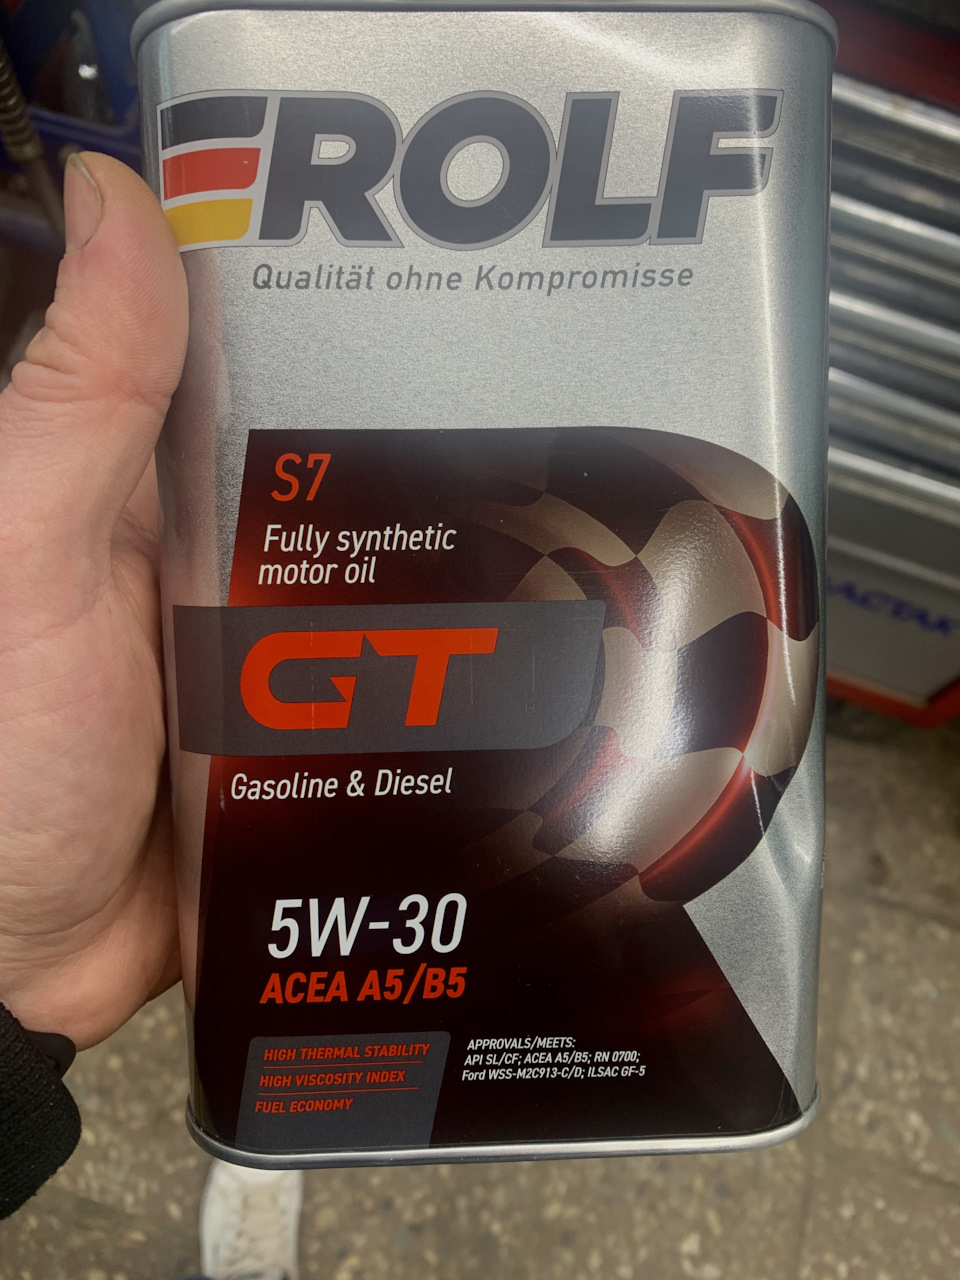 ROLF
Qualität ohne Kompromisse
S7
Fully synthetic
motor oil
GT
Gasoline & Diesel
5W-30
ACEA A5/B5
HIGH THERMAL STABILITY
HIGH VISCOSITY INDEX
FUEL ECONOMY
APPROVALS/MEETS:
API SL/CF; ACEA A5/B5; RN 0700;
Ford WSS-M2C913-C/D; ILSAC GF-5